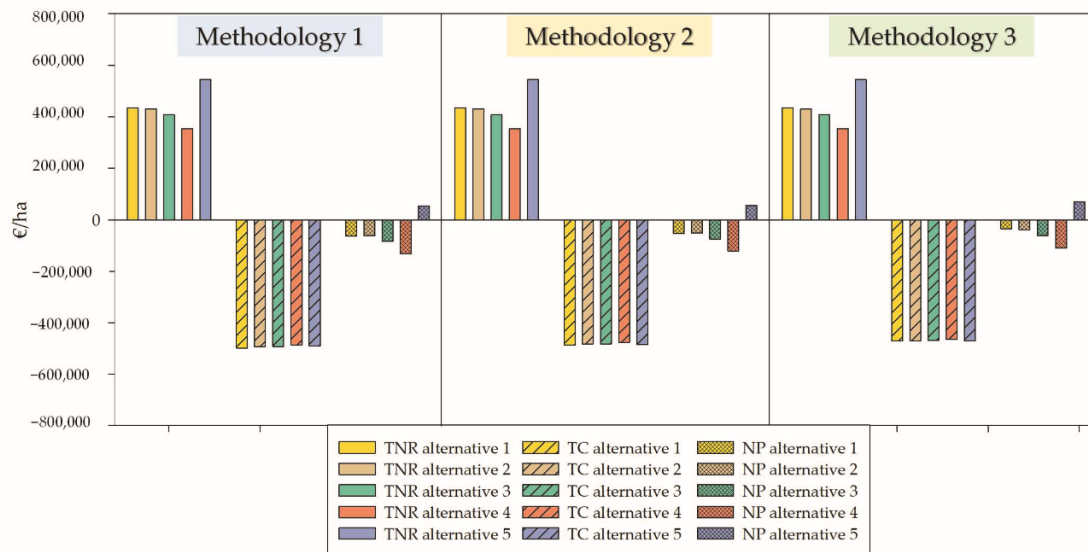 800,000
600,000
400,000
200,000
0
−200,000
−400,000
−600,000
−800,000
€/ha
Methodology 1
Methodology 2
Methodology 3
TNR alternative 1
TC alternative 1
NP alternative 1
TNR alternative 2
TC alternative 2
NP alternative 2
TNR alternative 3
TC alternative 3
NP alternative 3
TNR alternative 4
TC alternative 4
NP alternative 4
TNR alternative 5
TC alternative 5
NP alternative 5